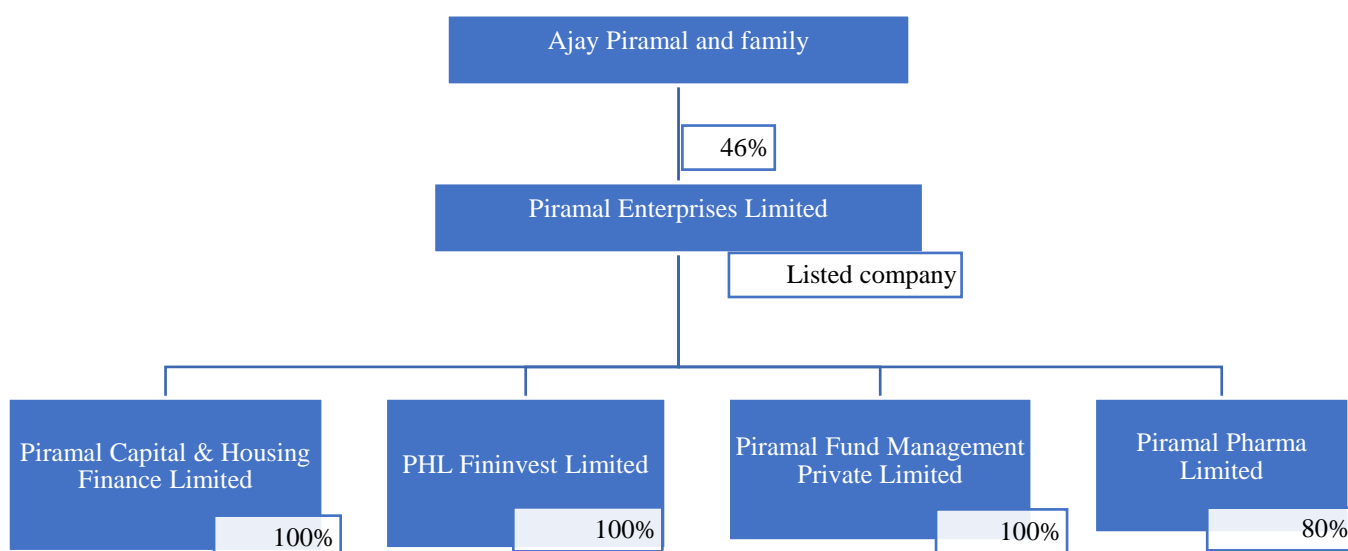 Ajay Piramal and family
46%
Piramal Enterprises Limited
Listed company
Piramal Capital & Housing
Finance Limited
100%
PHL Fininvest Limited
100%
Piramal Fund Management
Private Limited
100%
Piramal Pharma
Limited
80%